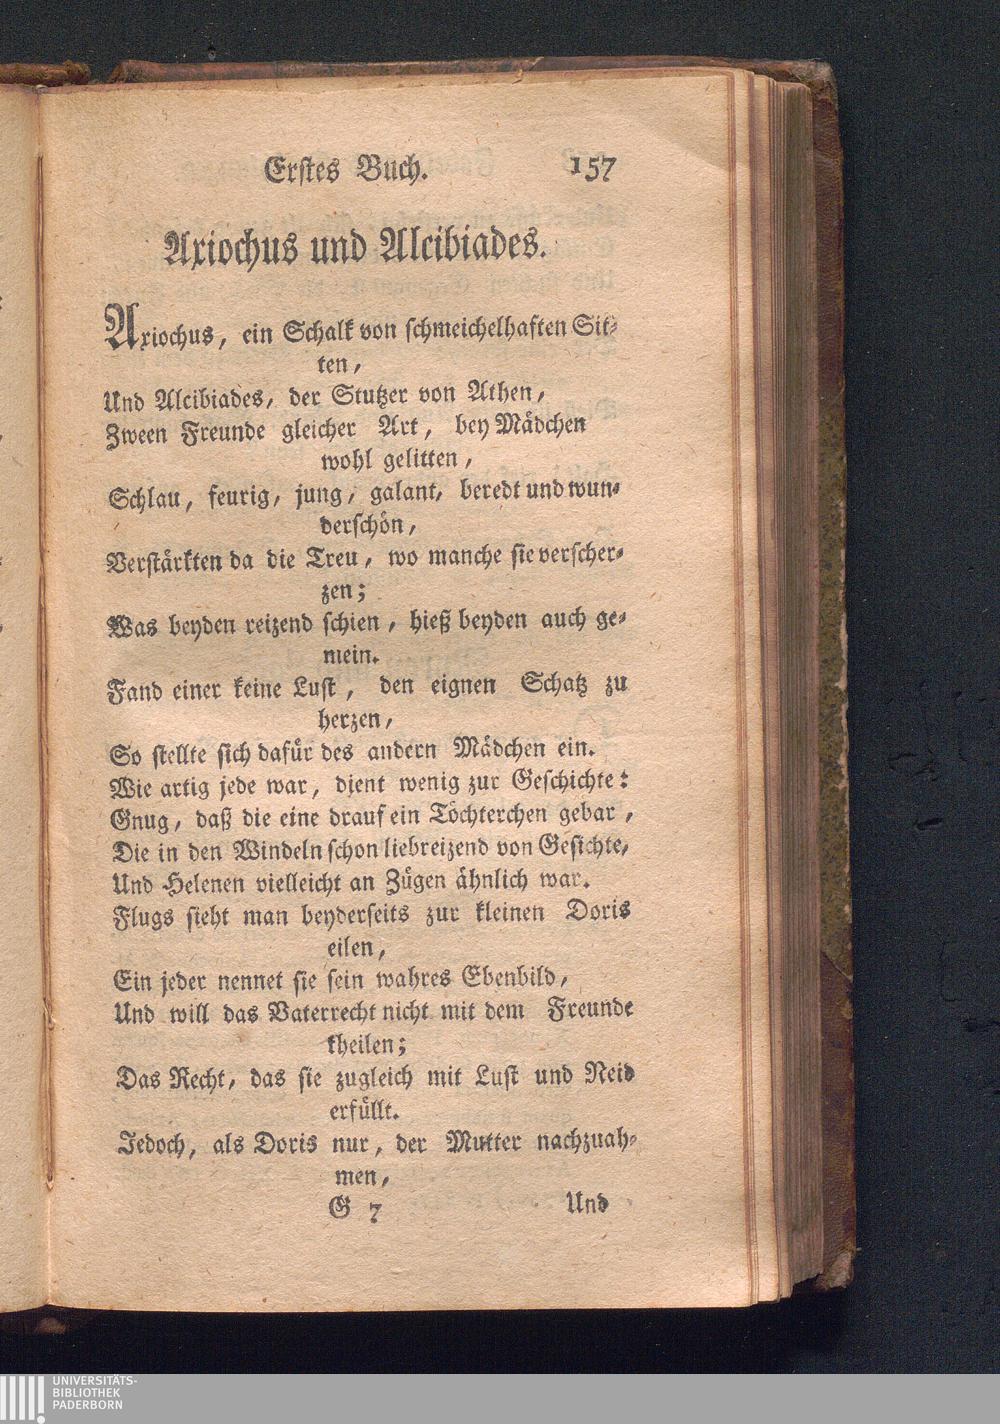 Erstes Buch. 157
Axiochus und Alcibiades.
Axiochus, ein Schalk von schmeichelhaften Sit-
ten,
Und Alcibiades, der Stutzer von Athen,
Zween Freunde gleicher Art, bey Mädchen
wohl gelitten,
Schlau, feurig, jung, galant, beredt und wun-
derschön,
Verstärkten da die Treu, wo manche sie verscher-
zen;
Was beyden reizend schien, hieß beyden auch ge-
mein.
Fand einer keine Lust, den eignen Schatz zu
herzen,
So stellte sich dafür des andern Mädchen ein.
Wie artig jede war, dient wenig zur Geschichte:
Gnug, daß die eine drauf ein Töchterchen gebar,
Die in den Windeln schon liebreizend von Gesichte,
Und Helenen vielleicht an Zügen ähnlich war.
Flugs sieht man beyderseits zur kleinen Doris
eilen,
Ein jeder nennet sie sein wahres Ebenbild,
Und will das Vaterrecht nicht mit dem Freunde
theilen;
Das Recht, das sie zugleich mit Lust und Neid
erfüllt.
Jedoch, als Doris nur, der Mutter nachzuah-
men,
G 7 Und
UNIVERSITÄTS-
BIBLIOTHEK
PADERBORN